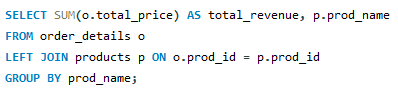 SELECT SUM(o.total_price) AS total_revenue, p.prod_name
FROM order_details o
LEFT JOIN products p ON o.prod_id = p.prod_id
GROUP BY prod_name;